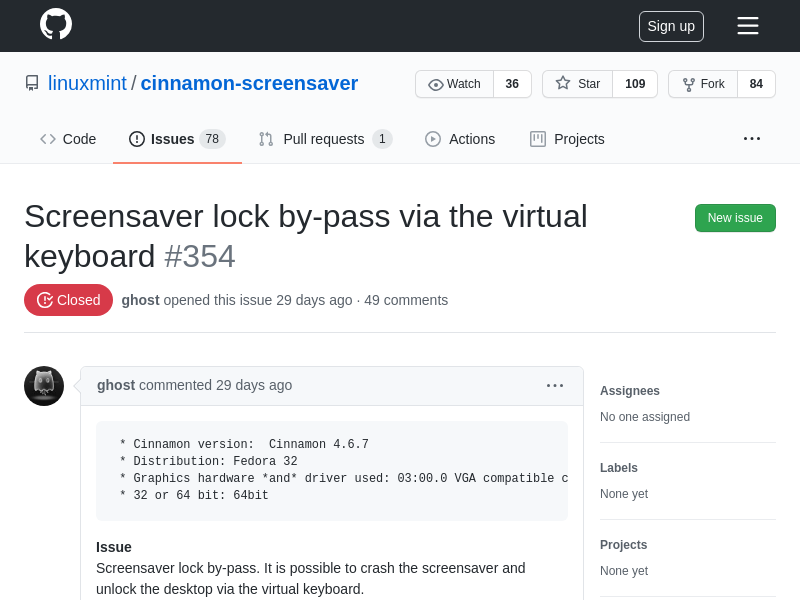 Sign up
linuxmint / cinnamon-screensaver
Watch 36 Star 109 Fork 84
Code Issues 78 Pull requests 1 Actions Projects
Screensaver lock by-pass via the virtual
keyboard #354
New issue
Closed ghost opened this issue 29 days ago · 49 comments
ghost commented 29 days ago
* Cinnamon version:  Cinnamon 4.6.7
* Distribution: Fedora 32
* Graphics hardware *and* driver used: 03:00.0 VGA compatible c
* 32 or 64 bit: 64bit
Issue
Screensaver lock by-pass. It is possible to crash the screensaver and
unlock the desktop via the virtual keyboard.
Assignees
No one assigned
Labels
None yet
Projects
None yet